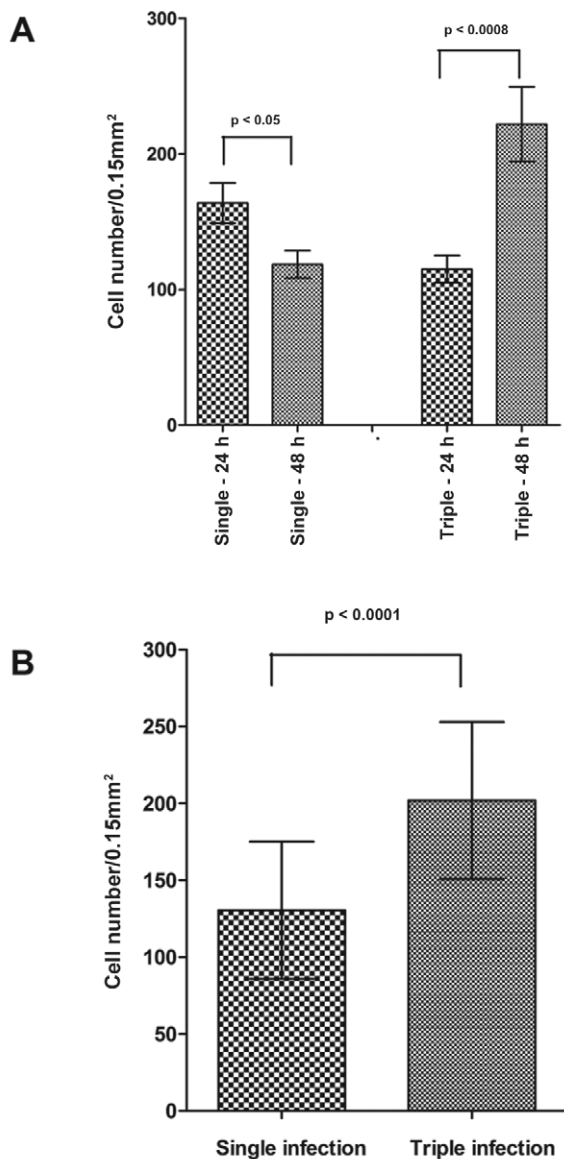 A
300
200
100
0
Cell number/0.15mm²
p < 0.05
p < 0.0008
Single - 24 h
Single - 48 h
Triple - 24 h
Triple - 48 h
B
p < 0.0001
300
250
200
150
100
50
0
Cell number/0.15mm²
Single infection
Triple infection